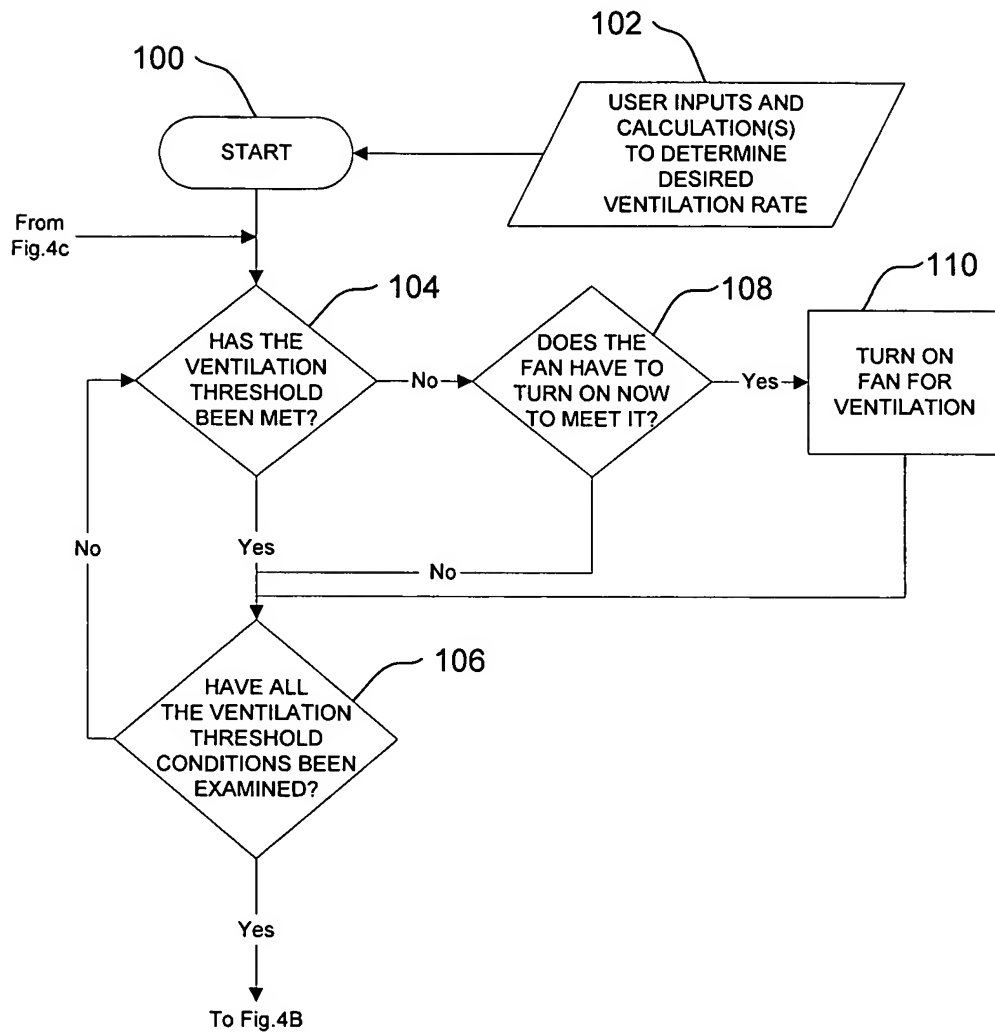 100
102
START
USER INPUTS AND
CALCULATION(S)
TO DETERMINE
DESIRED
VENTILATION RATE
From
Fig.4c
104
108
110
HAS THE
VENTILATION
THRESHOLD
BEEN MET?
No
DOES THE
FAN HAVE TO
TURN ON NOW
TO MEET IT?
Yes
TURN ON
FAN FOR
VENTILATION
No
Yes
No
106
HAVE ALL
THE VENTILATION
THRESHOLD
CONDITIONS BEEN
EXAMINED?
Yes
To Fig.4B